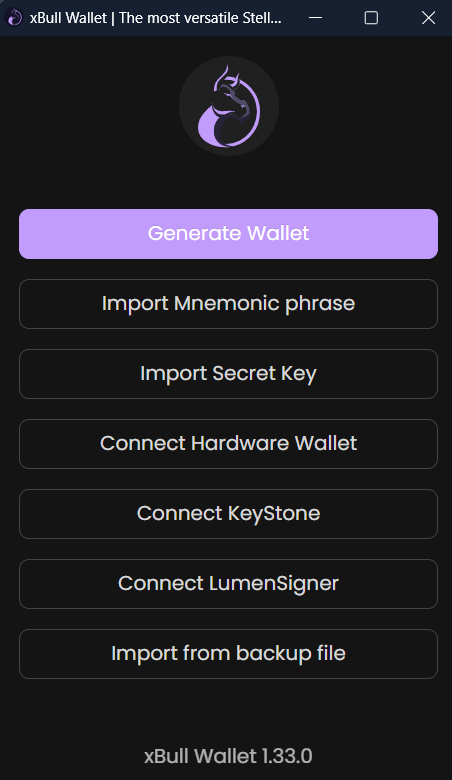 xBull Wallet | The most versatile Stell...
Generate Wallet
Import Mnemonic phrase
Import Secret Key
Connect Hardware Wallet
Connect KeyStone
Connect LumenSigner
Import from backup file
xBull Wallet 1.33.0